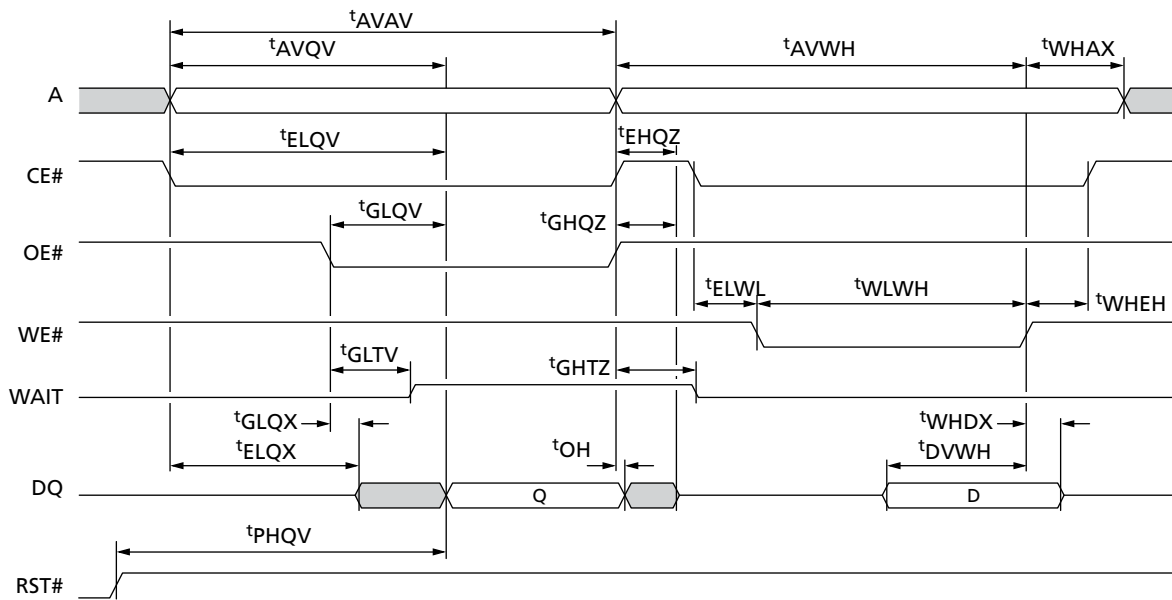 tAVAV
tAVQV tAVWH tWHAX
A
tELQV tEHQZ
CE#
tGLQV tGHQZ
OE#
tELWL tWLWH tWHEH
WE#
tGLTV tGHTZ
WAIT
tGLQX tWHDX
tELQX tOH tDVWH
DQ Q D
tPHQV
RST#